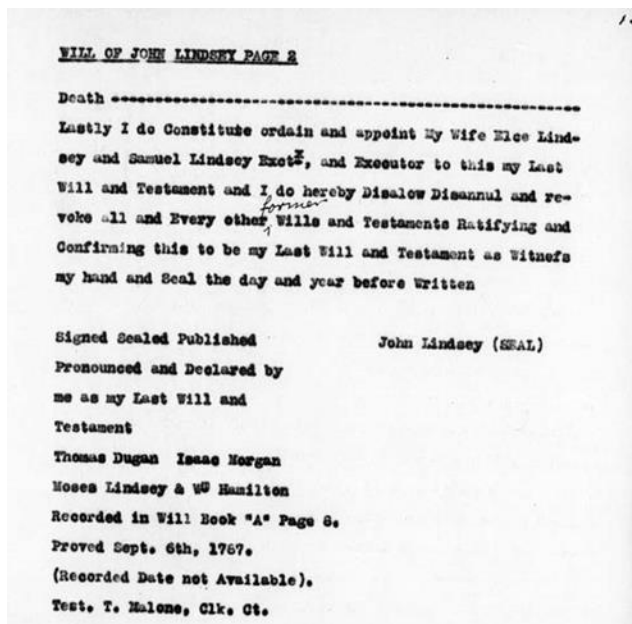 WILL OF JOHN LINDSEY PAGE 2
Death ------------------------------------------------
Lastly I do Constitute ordain and appoint My Wife Elce Lind-
sey and Samuel Lindsey Exctx, and Executor to this my Last
Will and Testament and I do hereby Disalow Disannul and re-
voke all and Every other former Wills and Testaments Ratifying and
Confirming this to be my Last Will and Testament as Witnefs
my hand and Seal the day and year before Written
Signed Sealed Published John Lindsey (SEAL)
Pronounced and Declared by
me as my Last Will and
Testament
Thomas Dugan Isaac Morgan
Moses Lindsey & Wm Hamilton
Recorded in Will Book "A" Page 8.
Proved Sept. 6th, 1787.
(Recorded Date not Available).
Test. T. Malone, Clk. Ct.